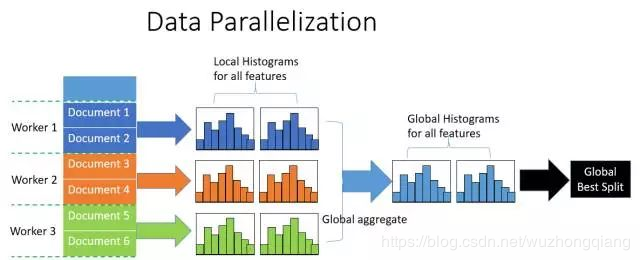 Data Parallelization
Local Histograms
for all features
Global Histograms
for all features
Worker 1
Document 1
Document 2
Worker 2
Document 3
Document 4
Worker 3
Document 5
Document 6
Global aggregate
Global
Best Split
https://blog.csdn.net/wuzhongqiang